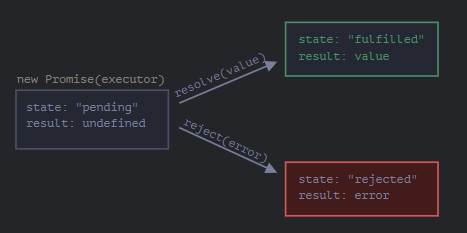 state: "fulfilled"
result: value
resolve(value)
new Promise(executor)
state: "pending"
result: undefined
reject(error)
state: "rejected"
result: error